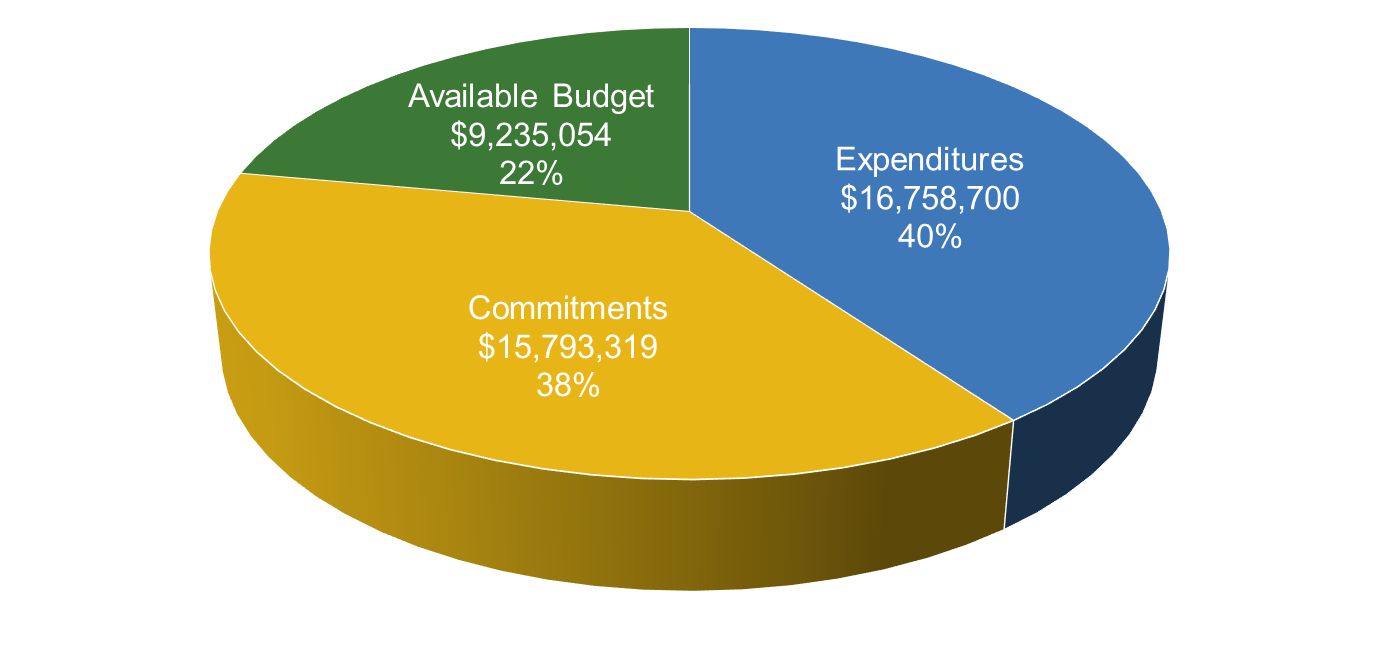 Available Budget
$9,235,054
22%
Expenditures
$16,758,700
40%
Commitments
$15,793,319
38%